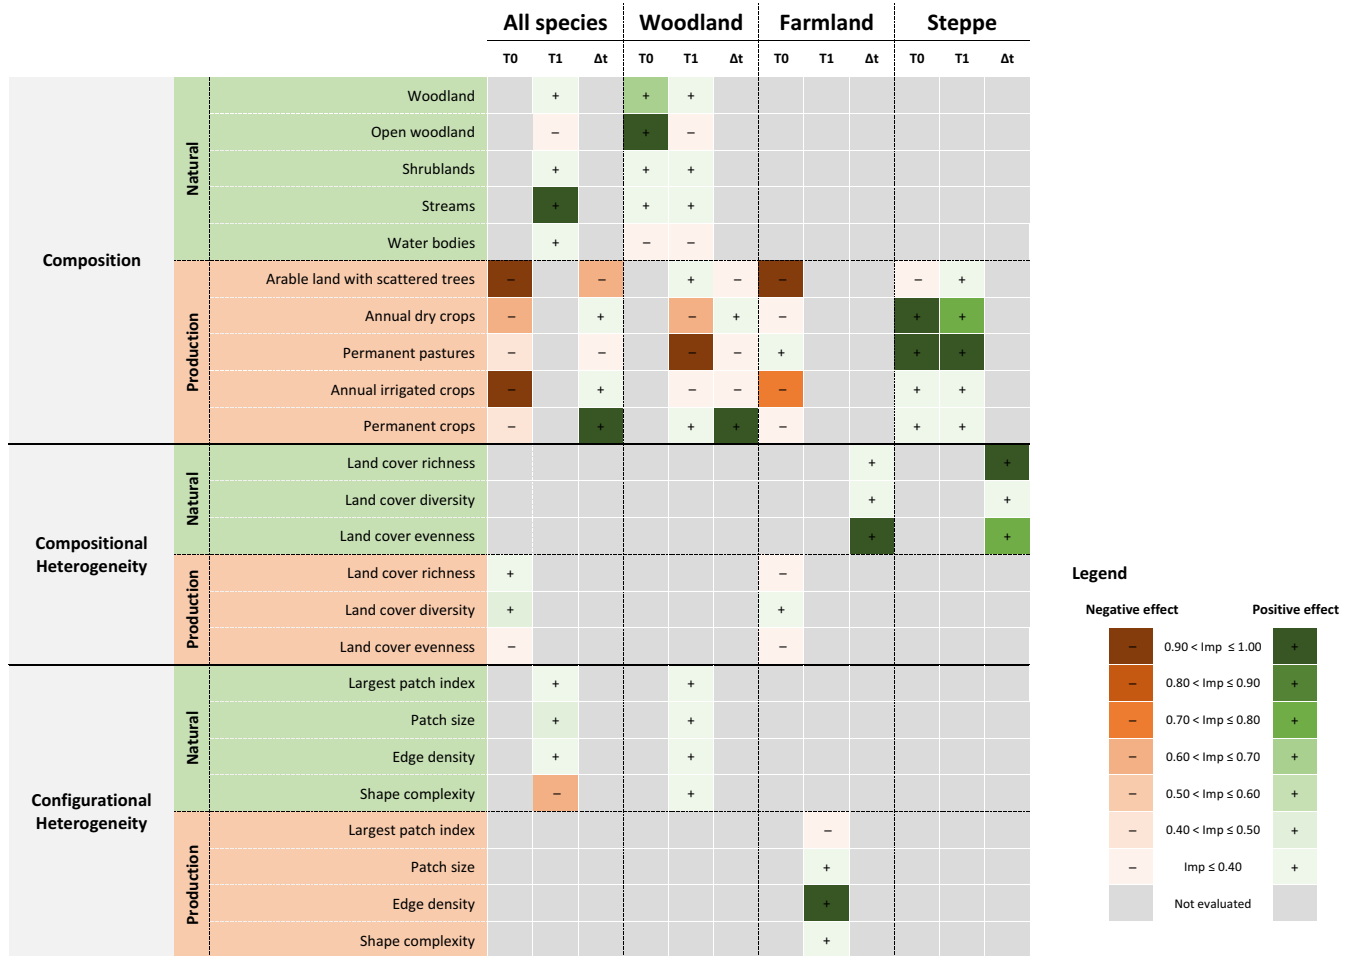 All species Woodland Farmland Steppe
T0 T1 Δt T0 T1 Δt T0 T1 Δt T0 T1 Δt
Composition
Natural
Woodland + + +
Open woodland − + −
Shrublands + + +
Streams + + +
Water bodies + − −
Production
Arable land with scattered trees − − + − − − +
Annual dry crops − + − + − + +
Permanent pastures − − − − + + +
Annual irrigated crops − + − − − + +
Permanent crops − + + + − + +
Compositional
Heterogeneity
Natural
Land cover richness + +
Land cover diversity + +
Land cover evenness + +
Production
Land cover richness + −
Land cover diversity + +
Land cover evenness − −
Configurational
Heterogeneity
Natural
Largest patch index + +
Patch size + +
Edge density + +
Shape complexity − +
Production
Largest patch index −
Patch size +
Edge density +
Shape complexity +
Legend
Negative effect Positive effect
− 0.90 < Imp ≤ 1.00 +
− 0.80 < Imp ≤ 0.90 +
− 0.70 < Imp ≤ 0.80 +
− 0.60 < Imp ≤ 0.70 +
− 0.50 < Imp ≤ 0.60 +
− 0.40 < Imp ≤ 0.50 +
− Imp ≤ 0.40 +
Not evaluated